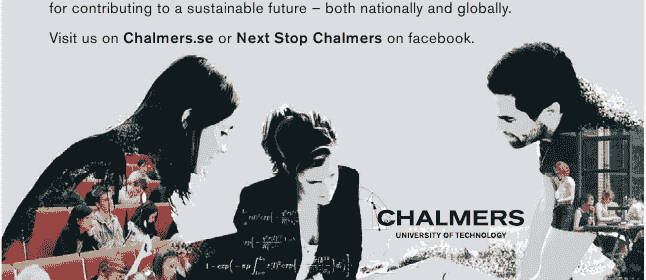 for contributing to a sustainable future – both nationally and globally.
Visit us on Chalmers.se or Next Stop Chalmers on facebook.
CHALMERS
UNIVERSITY OF TECHNOLOGY